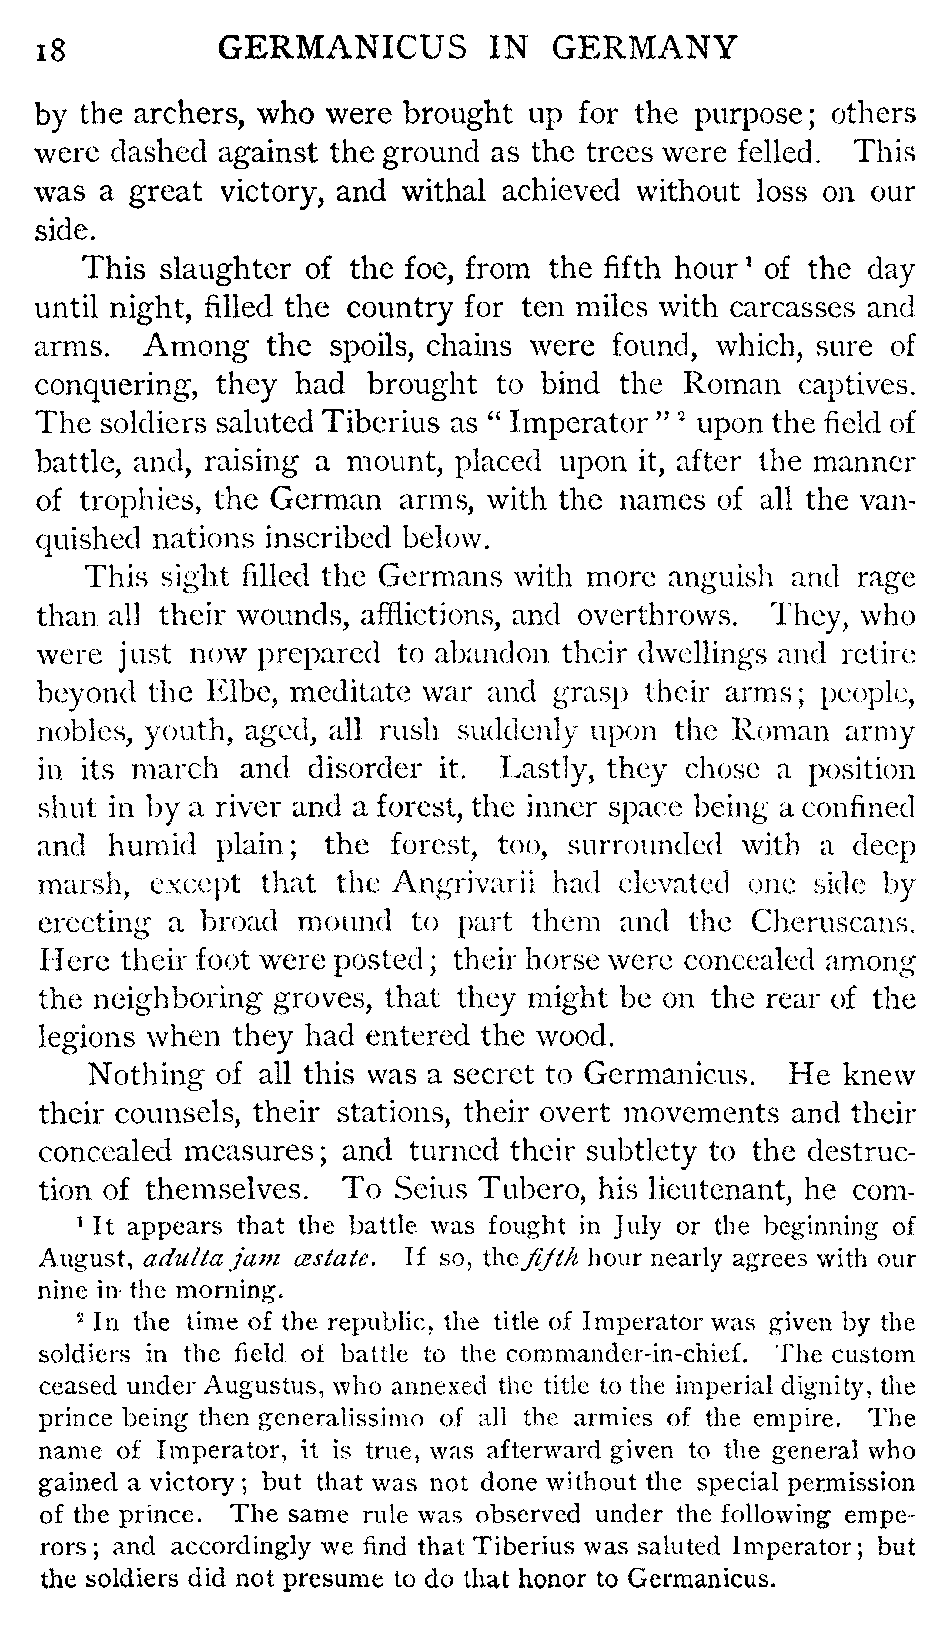 18 GERMANICUS IN GERMANY
by the archers, who were brought up for the purpose; others
were dashed against the ground as the trees were felled. This
was a great victory, and withal achieved without loss on our
side.
This slaughter of the foe, from the fifth hour¹ of the day
until night, filled the country for ten miles with carcasses and
arms. Among the spoils, chains were found, which, sure of
conquering, they had brought to bind the Roman captives.
The soldiers saluted Tiberius as “ Imperator ” ² upon the field of
battle, and, raising a mount, placed upon it, after the manner
of trophies, the German arms, with the names of all the van-
quished nations inscribed below.
This sight filled the Germans with more anguish and rage
than all their wounds, afflictions, and overthrows. They, who
were just now prepared to abandon their dwellings and retire
beyond the Elbe, meditate war and grasp their arms; people,
nobles, youth, aged, all rush suddenly upon the Roman army
in its march and disorder it. Lastly, they chose a position
shut in by a river and a forest, the inner space being a confined
and humid plain; the forest, too, surrounded with a deep
marsh, except that the Angrivarii had elevated one side by
erecting a broad mound to part them and the Cheruscans.
Here their foot were posted; their horse were concealed among
the neighboring groves, that they might be on the rear of the
legions when they had entered the wood.
Nothing of all this was a secret to Germanicus. He knew
their counsels, their stations, their overt movements and their
concealed measures; and turned their subtlety to the destruc-
tion of themselves. To Seius Tubero, his lieutenant, he com-
¹ It appears that the battle was fought in July or the beginning of
August, adulta jam æstate. If so, the fifth hour nearly agrees with our
nine in the morning.
² In the time of the republic, the title of Imperator was given by the
soldiers in the field of battle to the commander-in-chief. The custom
ceased under Augustus, who annexed the title to the imperial dignity, the
prince being then generalissimo of all the armies of the empire. The
name of Imperator, it is true, was afterward given to the general who
gained a victory; but that was not done without the special permission
of the prince. The same rule was observed under the following empe-
rors; and accordingly we find that Tiberius was saluted Imperator; but
the soldiers did not presume to do that honor to Germanicus.